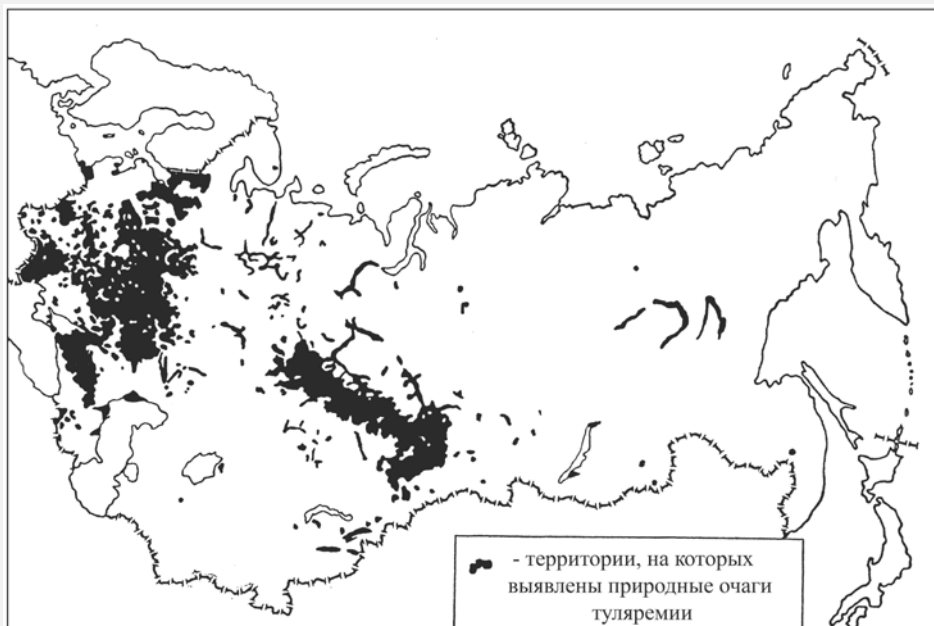 - территории, на которых
выявлены природные очаги
туляремии